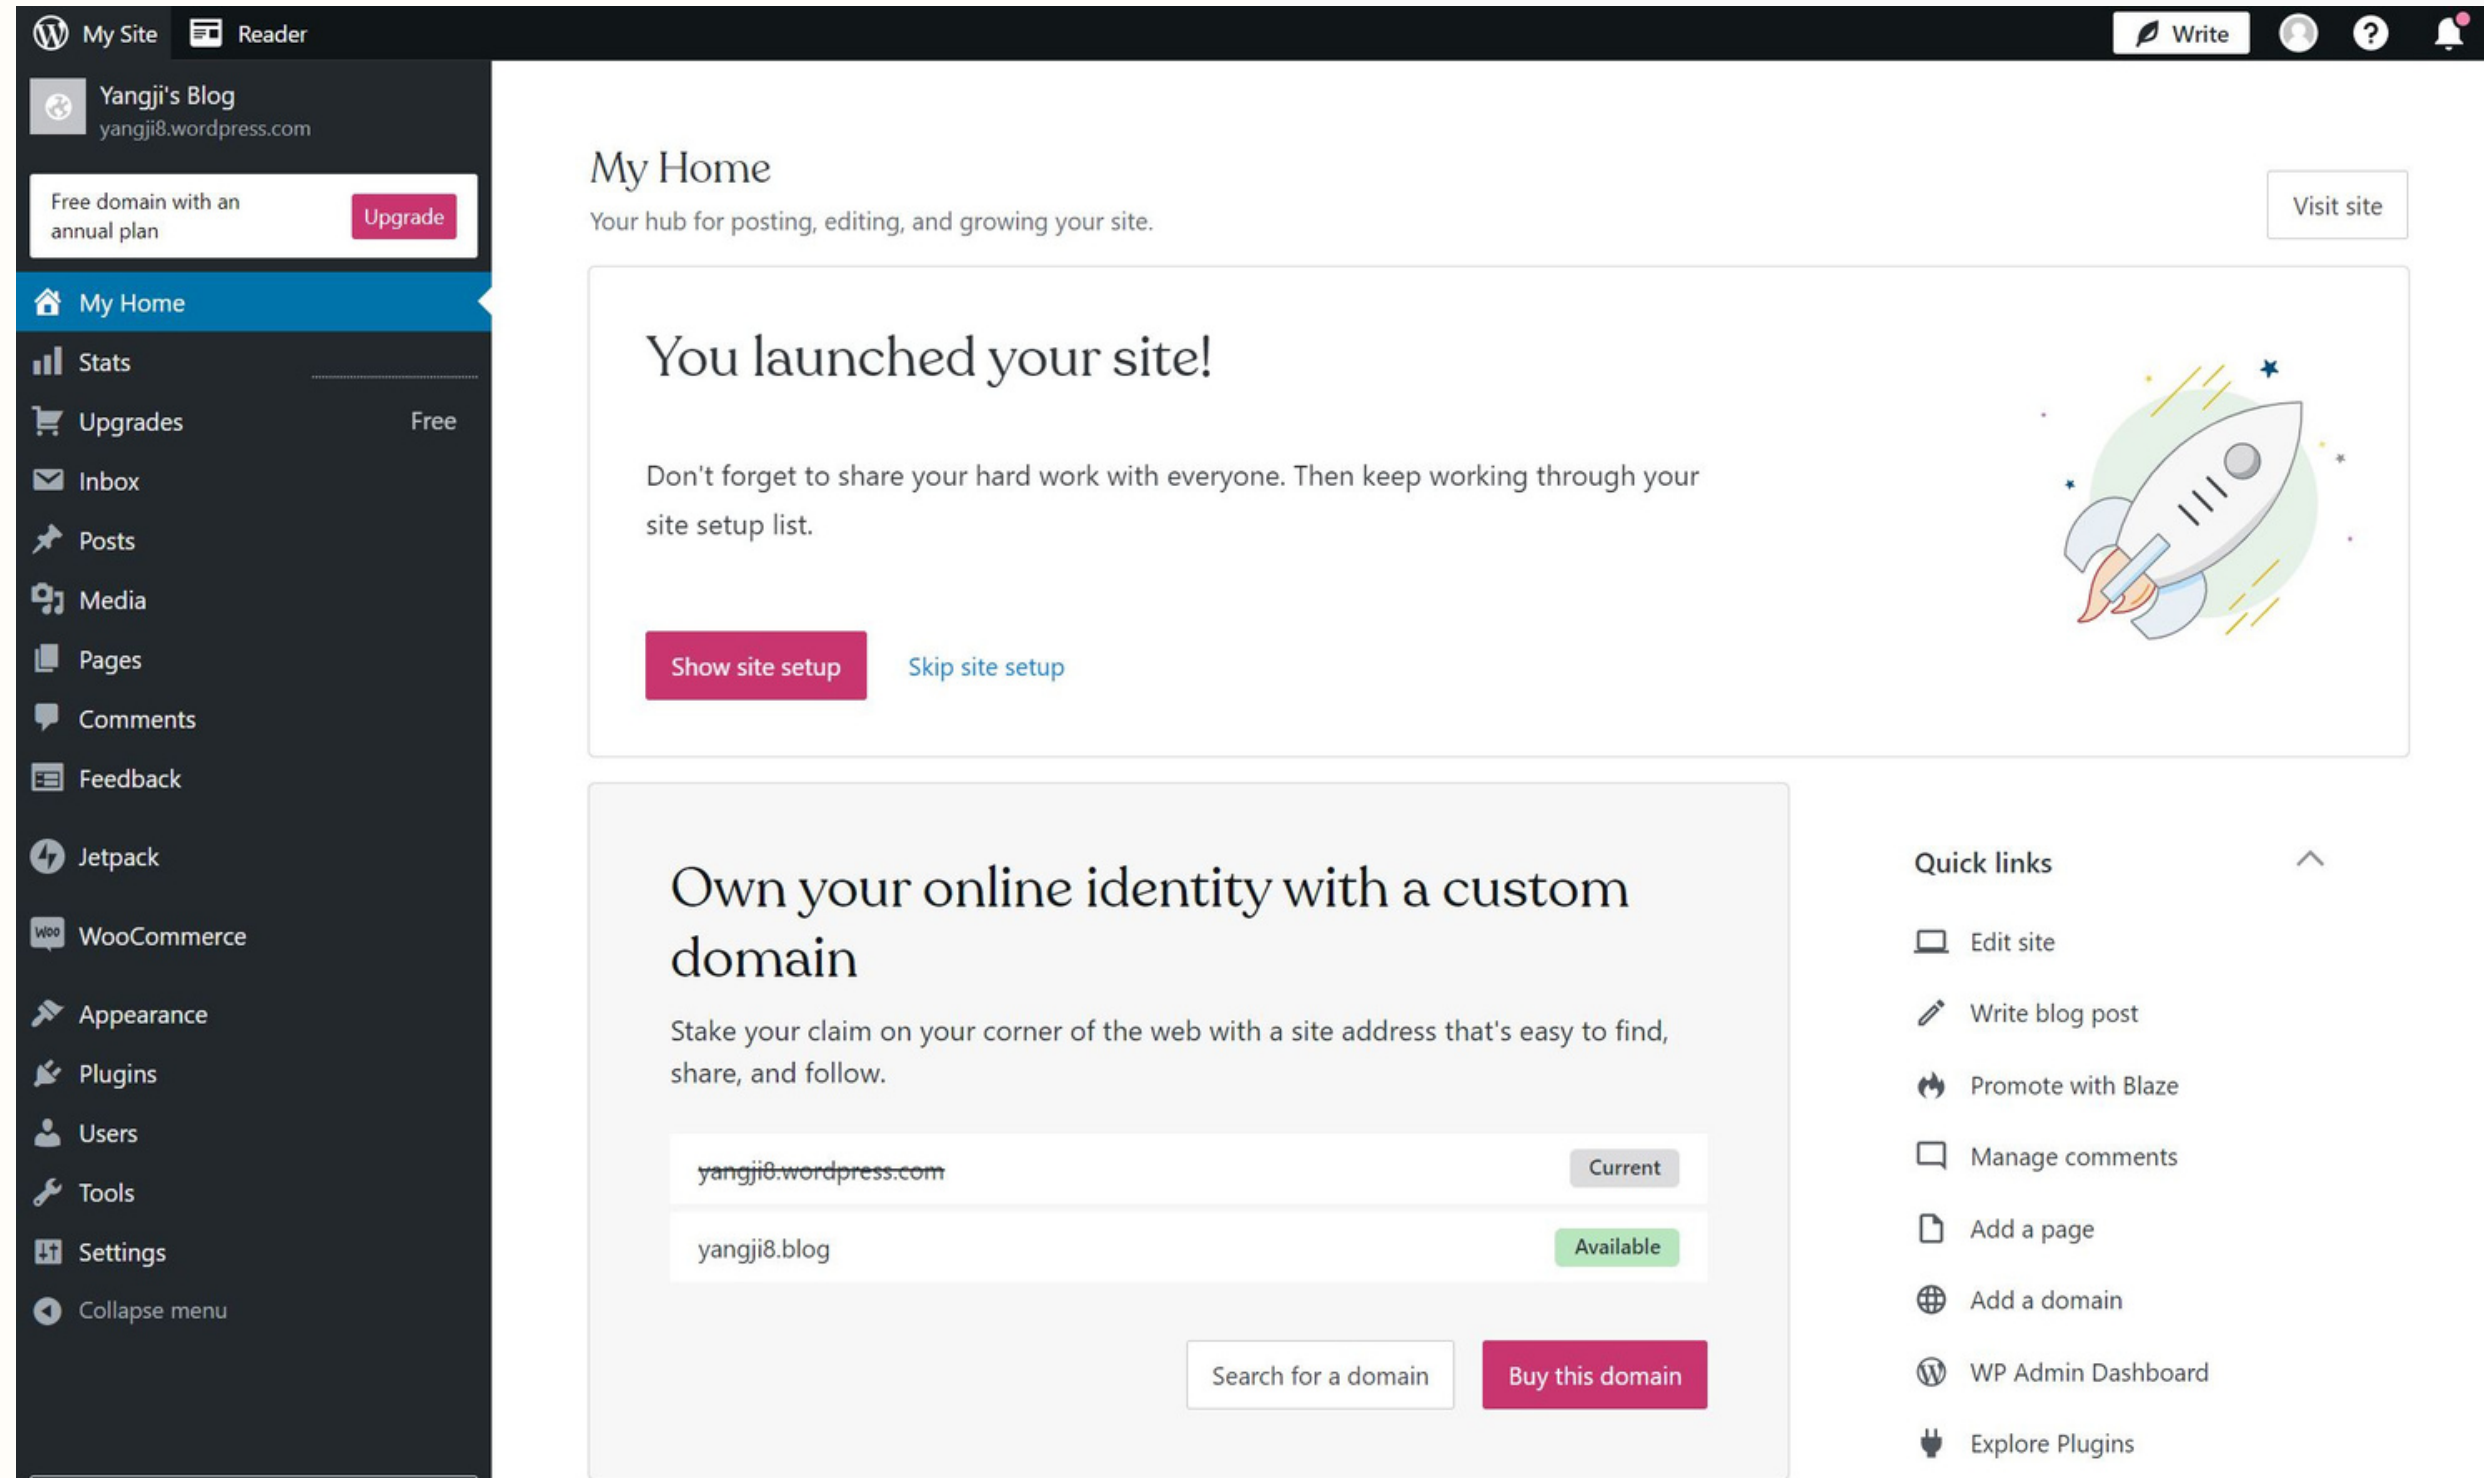 My Site Reader Write
Yangji's Blog
yangji8.wordpress.com
Free domain with an
annual plan
Upgrade
My Home
Stats
Upgrades Free
Inbox
Posts
Media
Pages
Comments
Feedback
Jetpack
Woo WooCommerce
Appearance
Plugins
Users
Tools
Settings
Collapse menu
My Home
Your hub for posting, editing, and growing your site.
Visit site
You launched your site!
Don't forget to share your hard work with everyone. Then keep working through your
site setup list.
Show site setup Skip site setup
Own your online identity with a custom
domain
Stake your claim on your corner of the web with a site address that's easy to find,
share, and follow.
yangji8.wordpress.com Current
yangji8.blog Available
Search for a domain Buy this domain
Quick links
Edit site
Write blog post
Promote with Blaze
Manage comments
Add a page
Add a domain
WP Admin Dashboard
Explore Plugins